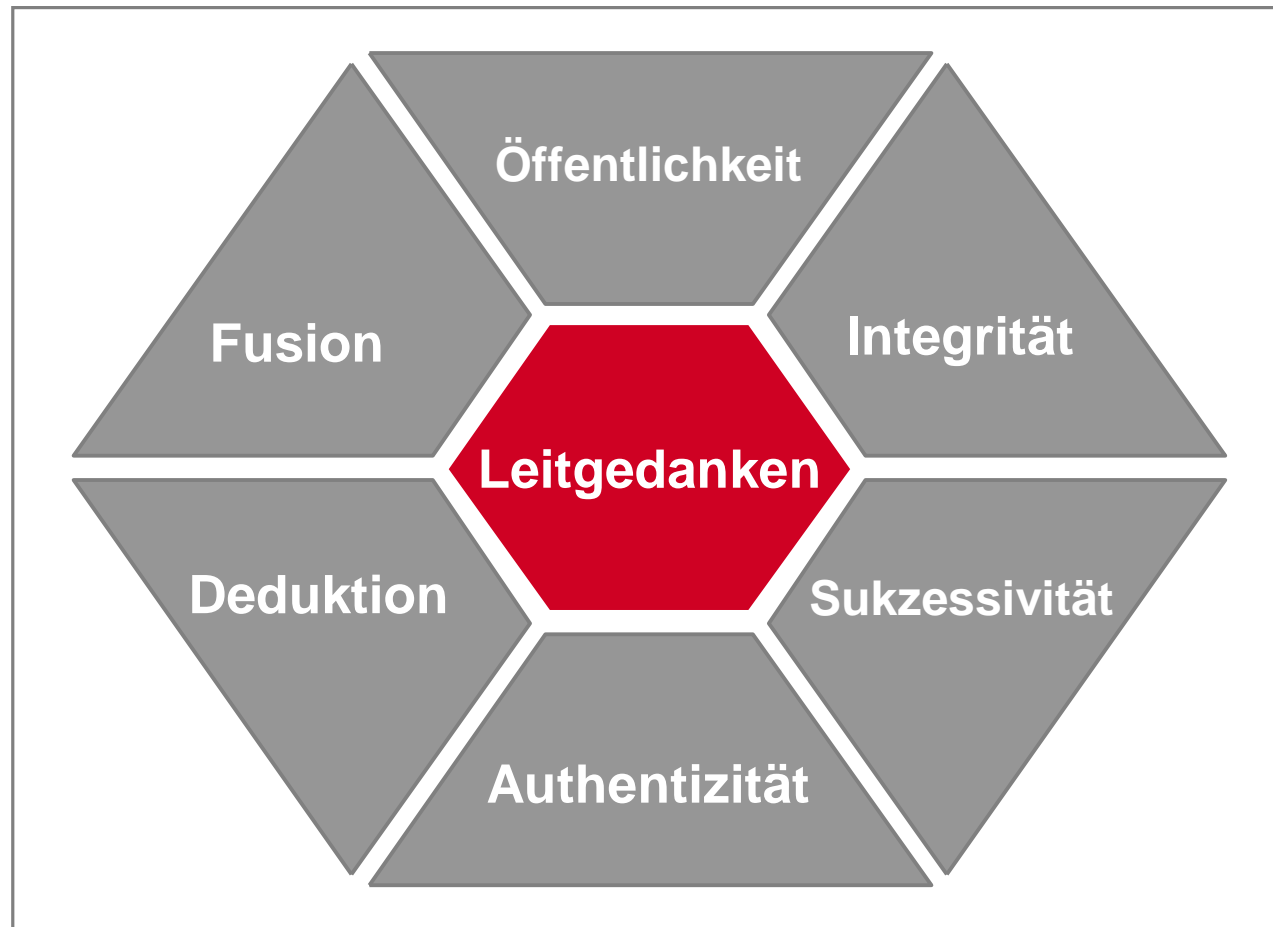 Öffentlichkeit
Fusion
Integrität
Leitgedanken
Deduktion
Sukzessivität
Authentizität